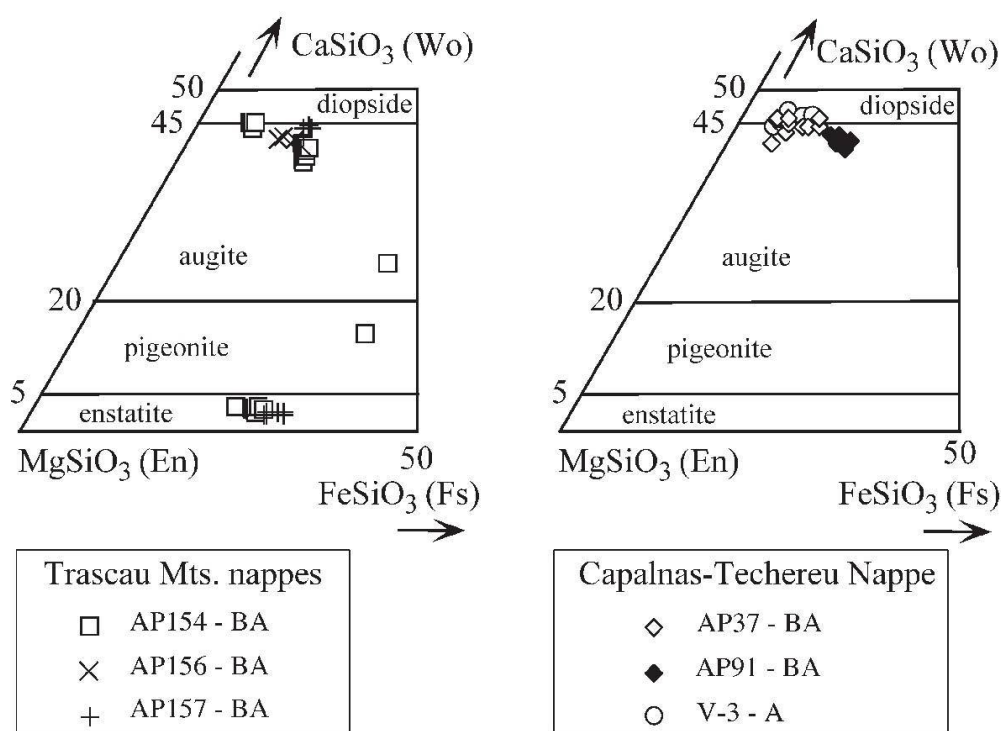 CaSiO3 (Wo)
50
diopside
45
augite
20
pigeonite
5
enstatite
MgSiO3 (En)
50
FeSiO3 (Fs)
Trascau Mts. nappes
AP154 - BA
AP156 - BA
AP157 - BA
CaSiO3 (Wo)
50
diopside
45
augite
20
pigeonite
5
enstatite
MgSiO3 (En)
50
FeSiO3 (Fs)
Capalnas-Techereu Nappe
AP37 - BA
AP91 - BA
V-3 - A